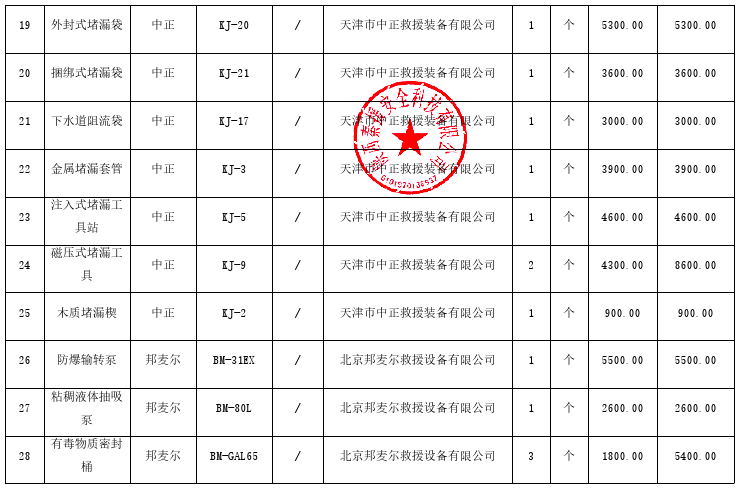 19 外封式堵漏袋 中正 KJ-20 / 天津市中正救援装备有限公司 1 个 5300.00 5300.00
20 捆绑式堵漏袋 中正 KJ-21 / 天津市中正救援装备有限公司 1 个 3600.00 3600.00
21 下水道阻流袋 中正 KJ-17 / 天津市中正救援装备有限公司 1 个 3000.00 3000.00
22 金属堵漏套管 中正 KJ-3 / 天津市中正救援装备有限公司 1 个 3900.00 3900.00
23 注入式堵漏工
具站 中正 KJ-5 / 天津市中正救援装备有限公司 1 个 4600.00 4600.00
24 磁压式堵漏工
具 中正 KJ-9 / 天津市中正救援装备有限公司 2 个 4300.00 8600.00
25 木质堵漏楔 中正 KJ-2 / 天津市中正救援装备有限公司 1 个 900.00 900.00
26 防爆输转泵 邦麦尔 BM-31EX / 北京邦麦尔救援设备有限公司 1 个 5500.00 5500.00
27 粘稠液体抽吸
泵 邦麦尔 BM-80L / 北京邦麦尔救援设备有限公司 1 个 2600.00 2600.00
28 有毒物质密封
桶 邦麦尔 BM-GAL65 / 北京邦麦尔救援设备有限公司 3 个 1800.00 5400.00
安全科技有限公司